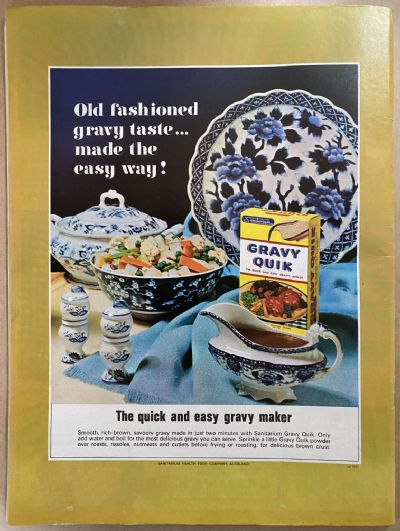 Old fashioned
gravy taste...
made the
easy way!
GRAVY
QUIK
The quick and easy gravy maker
Smooth, rich-brown, savoury gravy made in just two minutes with Sanitarium Gravy Quik. Only
add water and boil for the most delicious gravy you can serve. Sprinkle a little Gravy Quik powder
over roasts, rissoles, nutmeats and cutlets before frying or roasting, for delicious brown crust.
SANITARIUM HEALTH FOOD COMPANY, AUCKLAND